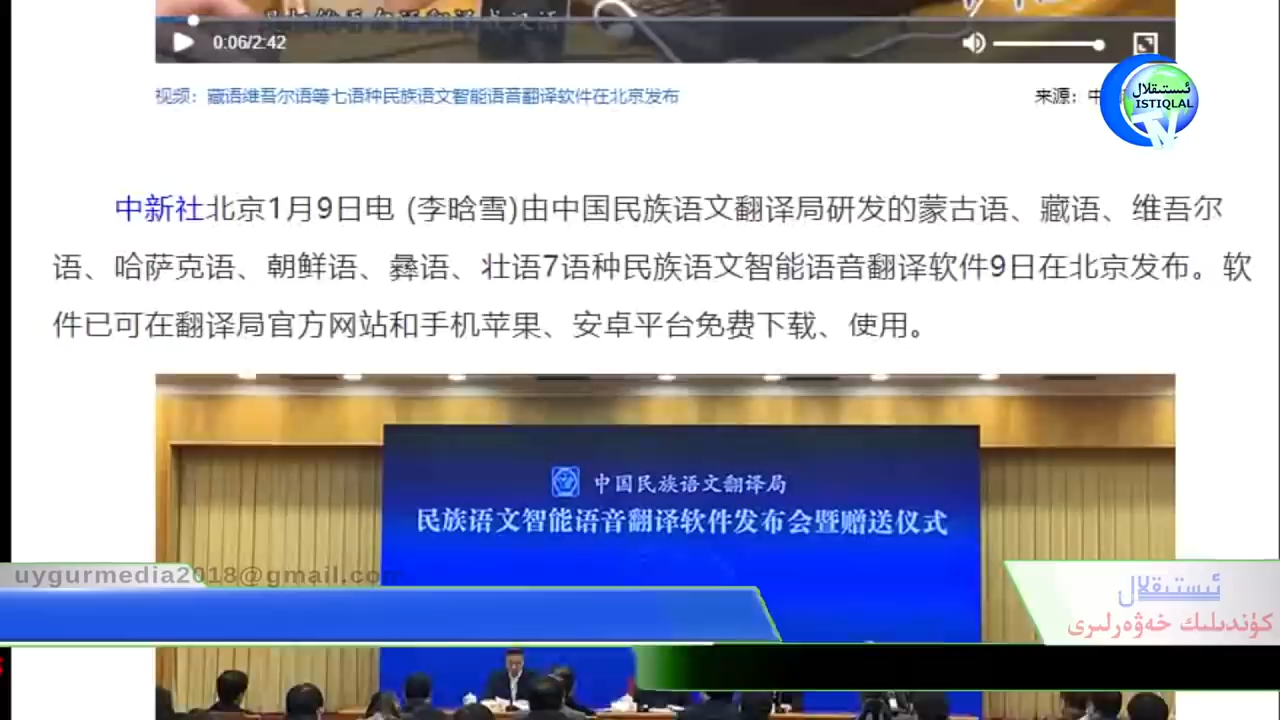 0:06/2:42
视频：藏语维吾尔语等七语种民族语文智能语音翻译软件在北京发布
来源：中
ئىستىقلال
ISTIQLAL
TV
中新社北京1月9日电 (李晗雪)由中国民族语文翻译局研发的蒙古语、藏语、维吾尔
语、哈萨克语、朝鲜语、彝语、壮语7语种民族语文智能语音翻译软件9日在北京发布。软
件已可在翻译局官方网站和手机苹果、安卓平台免费下载、使用。
中国民族语文翻译局
民族语文智能语音翻译软件发布会暨赠送仪式
uygurmedia2018@gmail.com
ئىستىقلال
كۈندىلىك خەۋەرلىرى